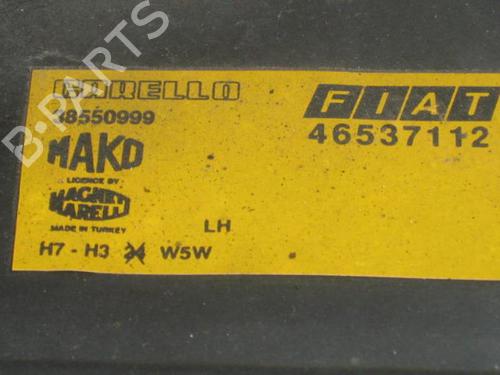 B-PARTS
CARELLO
38550999
MAKO
LICENCE BY
MAGNETI
MARELLI
MADE IN TURKEY
LH
H7 - H3 W5W
FIAT
46537112